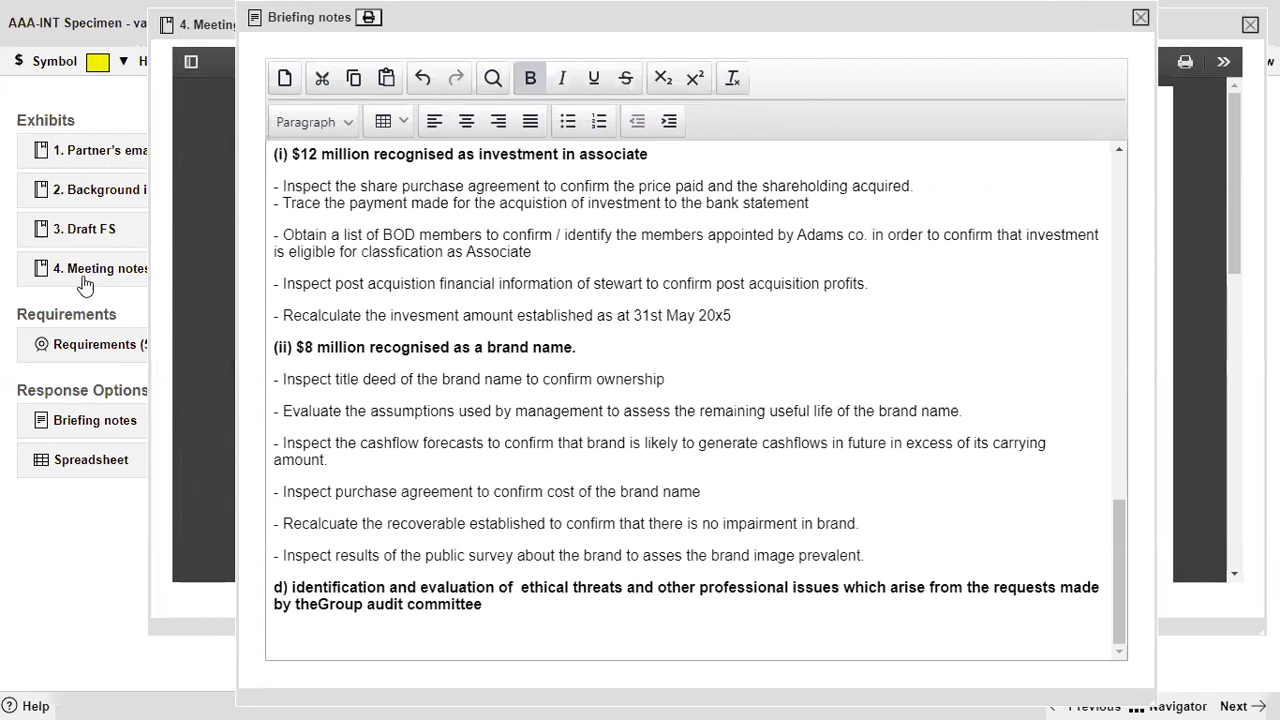 AAA-INT Specimen - va
4. Meeting
Briefing notes
$ Symbol
H
w
Paragraph
Exhibits
1. Partner's ema
2. Background i
3. Draft FS
4. Meeting notes
Requirements
Requirements (5
Response Options
Briefing notes
Spreadsheet
(i) $12 million recognised as investment in associate
- Inspect the share purchase agreement to confirm the price paid and the shareholding acquired.
- Trace the payment made for the acquistion of investment to the bank statement
- Obtain a list of BOD members to confirm / identify the members appointed by Adams co. in order to confirm that investment
is eligible for classfication as Associate
- Inspect post acquistion financial information of stewart to confirm post acquisition profits.
- Recalculate the invesment amount established as at 31st May 20x5
(ii) $8 million recognised as a brand name.
- Inspect title deed of the brand name to confirm ownership
- Evaluate the assumptions used by management to assess the remaining useful life of the brand name.
- Inspect the cashflow forecasts to confirm that brand is likely to generate cashflows in future in excess of its carrying
amount.
- Inspect purchase agreement to confirm cost of the brand name
- Recalcuate the recoverable established to confirm that there is no impairment in brand.
- Inspect results of the public survey about the brand to asses the brand image prevalent.
d) identification and evaluation of  ethical threats and other professional issues which arise from the requests made
by theGroup audit committee
Help
Previous
Navigator
Next